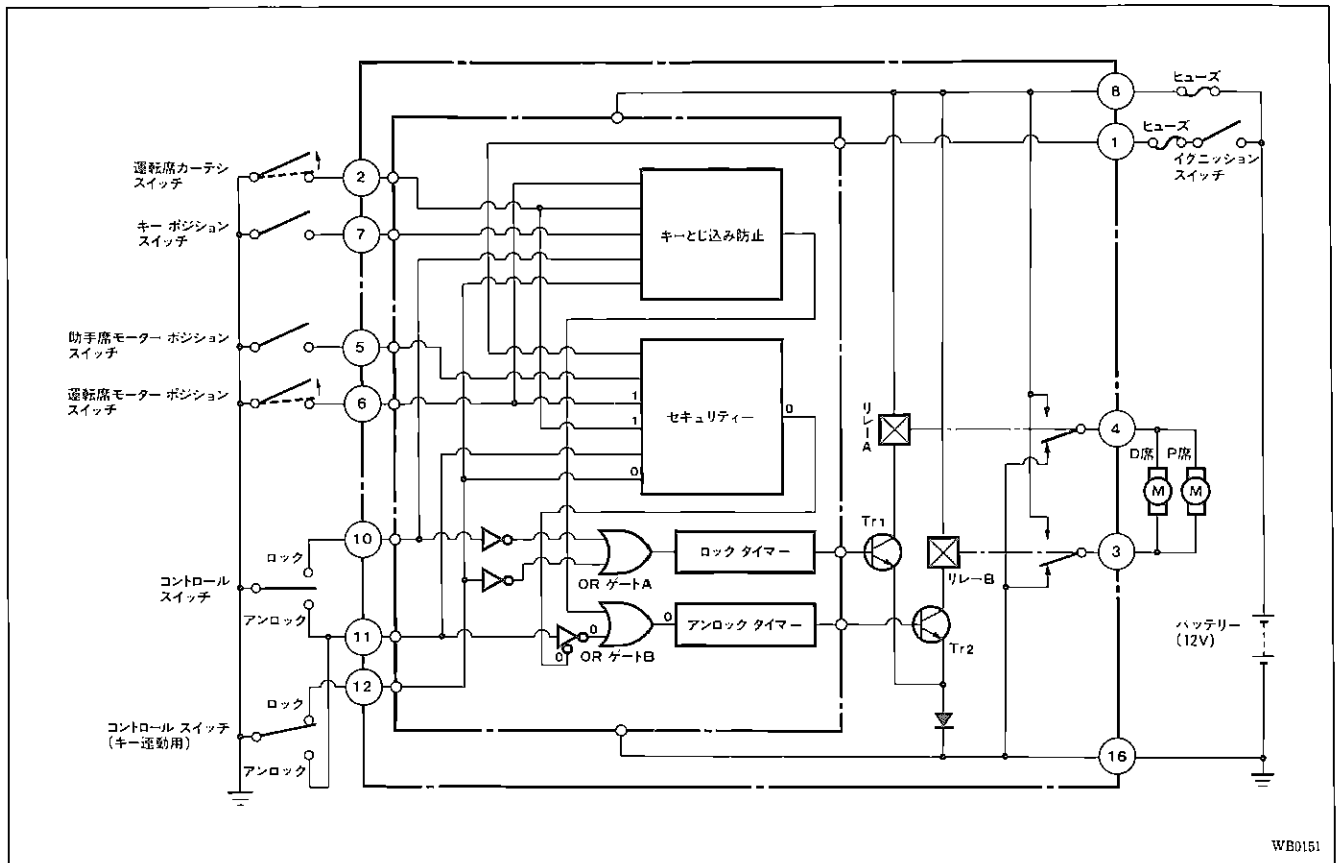 ヒューズ
8
ヒューズ
1
イグニッション
スイッチ
運転席カーテシ
スイッチ
2
キー ポジション
スイッチ
7
キーとじ込み防止
助手席モーター ポジション
スイッチ
5
運転席モーター ポジション
スイッチ
6
1
1
0
セキュリティー
0
リレーA
4
D席
P席
M
M
10
ロック
コントロール
スイッチ
アンロック
11
OR ゲートA
ロック タイマー
Tr1
リレーB
3
0
0
OR ゲートB
0
アンロック タイマー
Tr2
バッテリー
(12V)
12
ロック
コントロール スイッチ
(キー連動用)
アンロック
16
WB0151